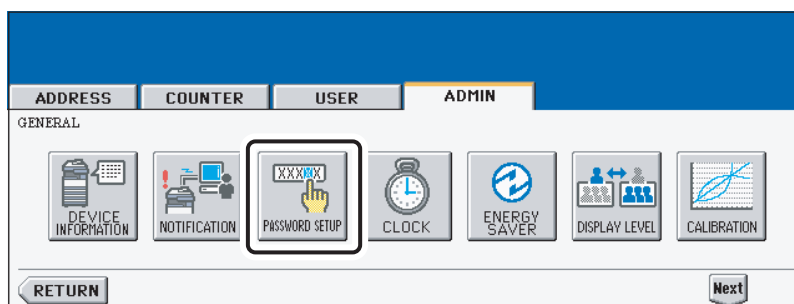 ADDRESS COUNTER USER ADMIN
GENERAL
XXXXX
DEVICE INFORMATION
NOTIFICATION
PASSWORD SETUP
CLOCK
ENERGY SAVER
DISPLAY LEVEL
CALIBRATION
RETURN Next